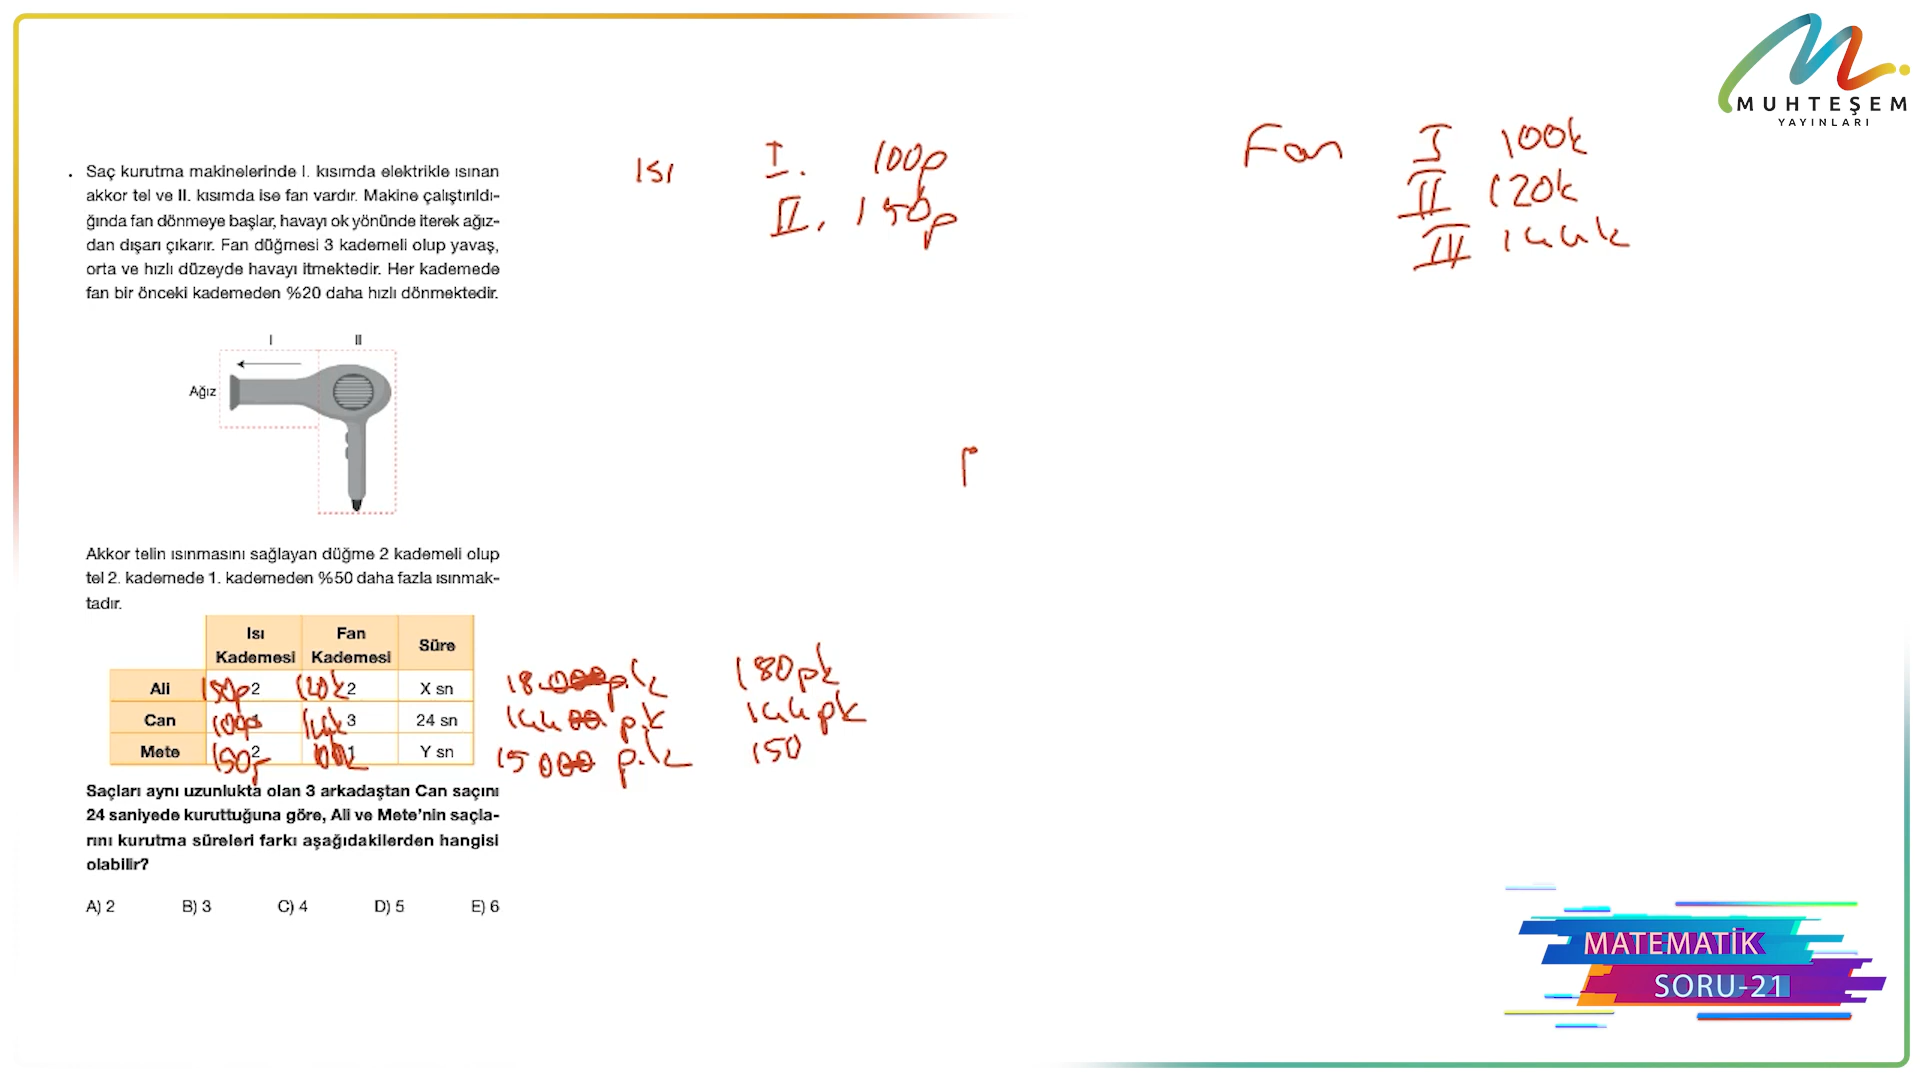 MUHTEŞEM
YAYINLARI
. Saç kurutma makinelerinde I. kısımda elektrikle ısınan
akkor tel ve II. kısımda ise fan vardır. Makine çalıştırıldı-
ğında fan dönmeye başlar, havayı ok yönünde iterek ağız-
dan dışarı çıkarır. Fan düğmesi 3 kademeli olup yavaş,
orta ve hızlı düzeyde havayı itmektedir. Her kademede
fan bir önceki kademeden %20 daha hızlı dönmektedir.
ISI I. 100p
II. 150p
Fan I 100k
II 120k
III 144k
I II
Ağız
Akkor telin ısınmasını sağlayan düğme 2 kademeli olup
tel 2. kademede 1. kademeden %50 daha fazla ısınmak-
tadır.
Isı Kademesi Fan Kademesi Süre
Ali 150p 2 120k 2 X sn 18000 p.k 180pk
Can 100p 1 144k 3 24 sn 14400 p.k 144pk
Mete 150p 2 100k 1 Y sn 15000 p.k 150
Saçları aynı uzunlukta olan 3 arkadaştan Can saçını
24 saniyede kuruttuğuna göre, Ali ve Mete'nin saçla-
rını kurutma süreleri farkı aşağıdakilerden hangisi
olabilir?
A) 2 B) 3 C) 4 D) 5 E) 6
MATEMATİK
SORU-21